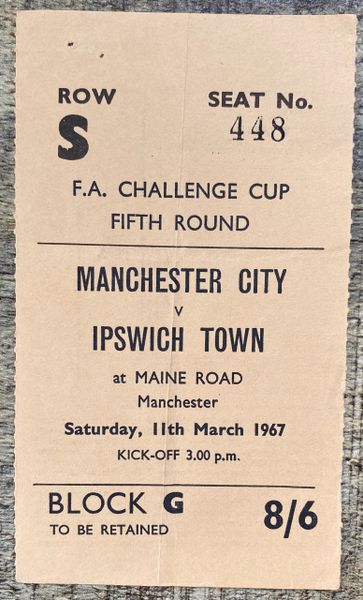 ROW SEAT No.
S 448
F.A. CHALLENGE CUP
FIFTH ROUND
MANCHESTER CITY
v
IPSWICH TOWN
at MAINE ROAD
Manchester
Saturday, 11th March 1967
KICK-OFF 3.00 p.m.
BLOCK G 8/6
TO BE RETAINED